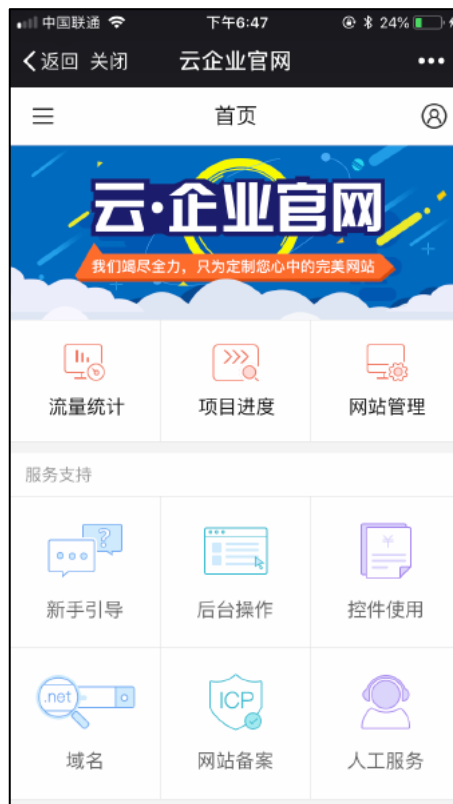 中国联通 下午6:47 24%
返回 关闭 云企业官网
首页
云·企业官网
我们竭尽全力，只为定制您心中的完美网站
流量统计 项目进度 网站管理
服务支持
?
¥
新手引导 后台操作 控件使用
.net ICP
域名 网站备案 人工服务